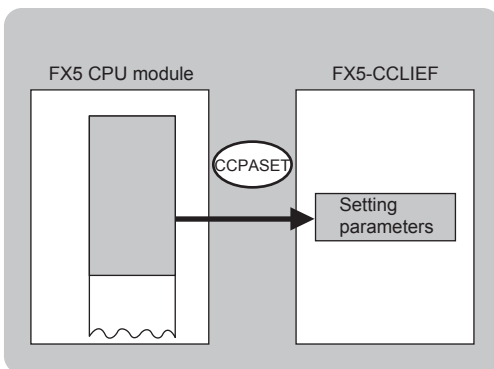 FX5 CPU module
FX5-CCLIEF
CCPASET
Setting
parameters